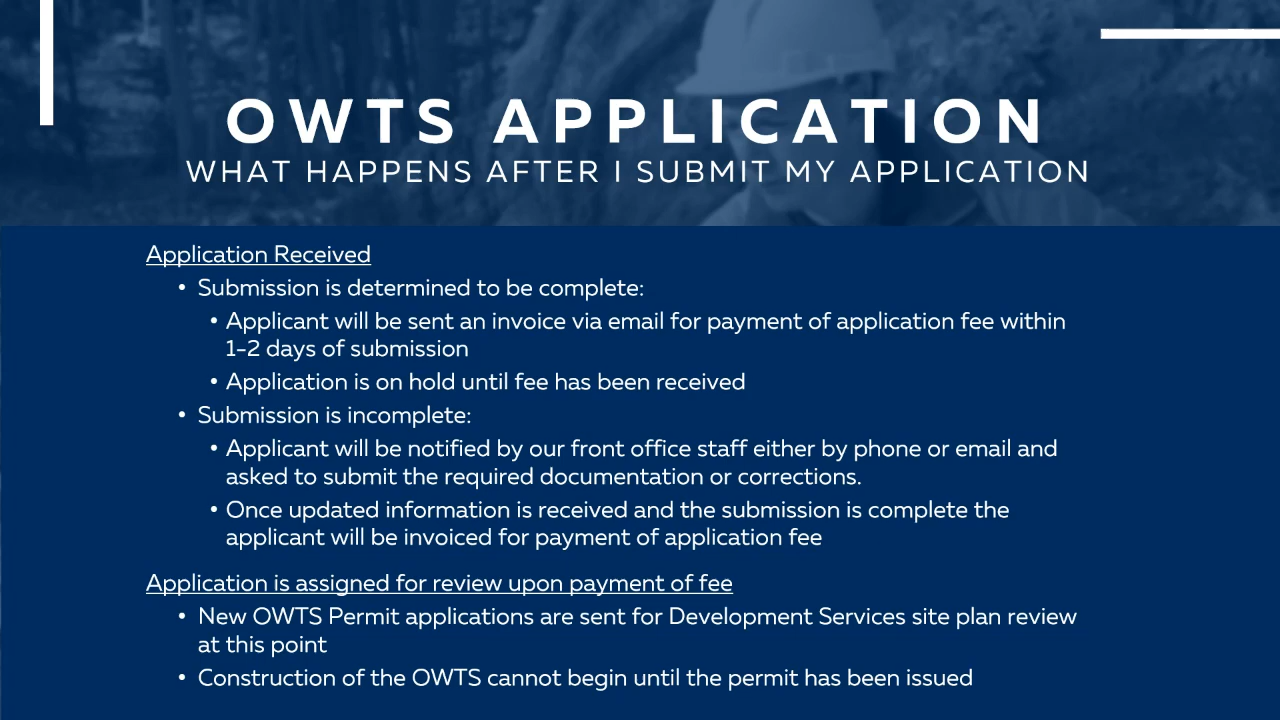 OWTS APPLICATION
WHAT HAPPENS AFTER I SUBMIT MY APPLICATION
Application Received
• Submission is determined to be complete:
• Applicant will be sent an invoice via email for payment of application fee within
1-2 days of submission
• Application is on hold until fee has been received
• Submission is incomplete:
• Applicant will be notified by our front office staff either by phone or email and
asked to submit the required documentation or corrections.
• Once updated information is received and the submission is complete the
applicant will be invoiced for payment of application fee
Application is assigned for review upon payment of fee
• New OWTS Permit applications are sent for Development Services site plan review
at this point
• Construction of the OWTS cannot begin until the permit has been issued